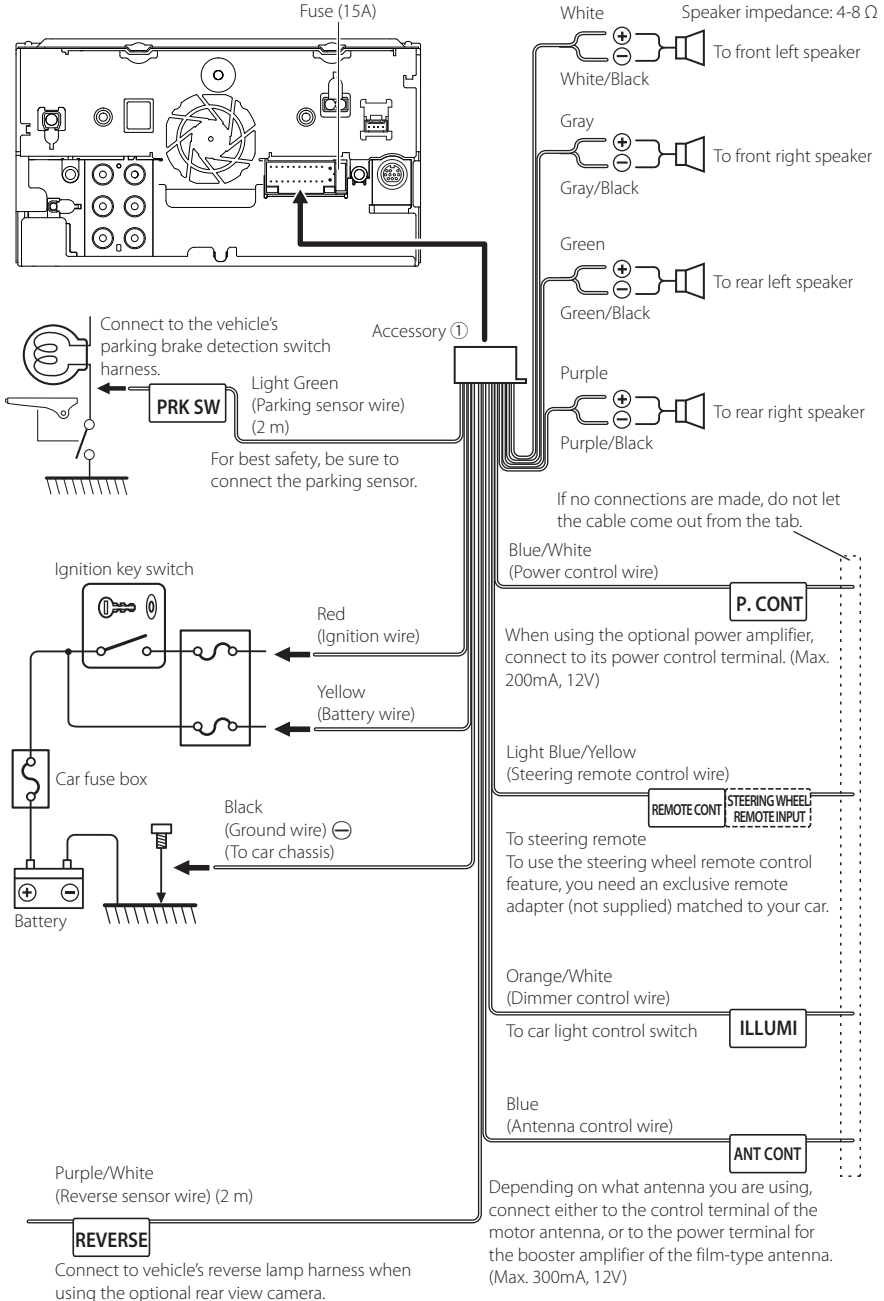 Fuse (15A)
White
Speaker impedance: 4-8 Ω
⊕
⊖
To front left speaker
White/Black
Gray
⊕
⊖
To front right speaker
Gray/Black
Green
⊕
⊖
To rear left speaker
Green/Black
Purple
⊕
⊖
To rear right speaker
Purple/Black
Accessory ①
Connect to the vehicle's
parking brake detection switch
harness.
PRK SW
Light Green
(Parking sensor wire)
(2 m)
For best safety, be sure to
connect the parking sensor.
If no connections are made, do not let
the cable come out from the tab.
Blue/White
(Power control wire)
P. CONT
When using the optional power amplifier,
connect to its power control terminal. (Max.
200mA, 12V)
Ignition key switch
Red
(Ignition wire)
Yellow
(Battery wire)
Car fuse box
Black
(Ground wire) ⊖
(To car chassis)
⊕ ⊖
Battery
Light Blue/Yellow
(Steering remote control wire)
REMOTE CONT
STEERING WHEEL
REMOTE INPUT
To steering remote
To use the steering wheel remote control
feature, you need an exclusive remote
adapter (not supplied) matched to your car.
Orange/White
(Dimmer control wire)
To car light control switch
ILLUMI
Blue
(Antenna control wire)
ANT CONT
Depending on what antenna you are using,
connect either to the control terminal of the
motor antenna, or to the power terminal for
the booster amplifier of the film-type antenna.
(Max. 300mA, 12V)
Purple/White
(Reverse sensor wire) (2 m)
REVERSE
Connect to vehicle's reverse lamp harness when
using the optional rear view camera.